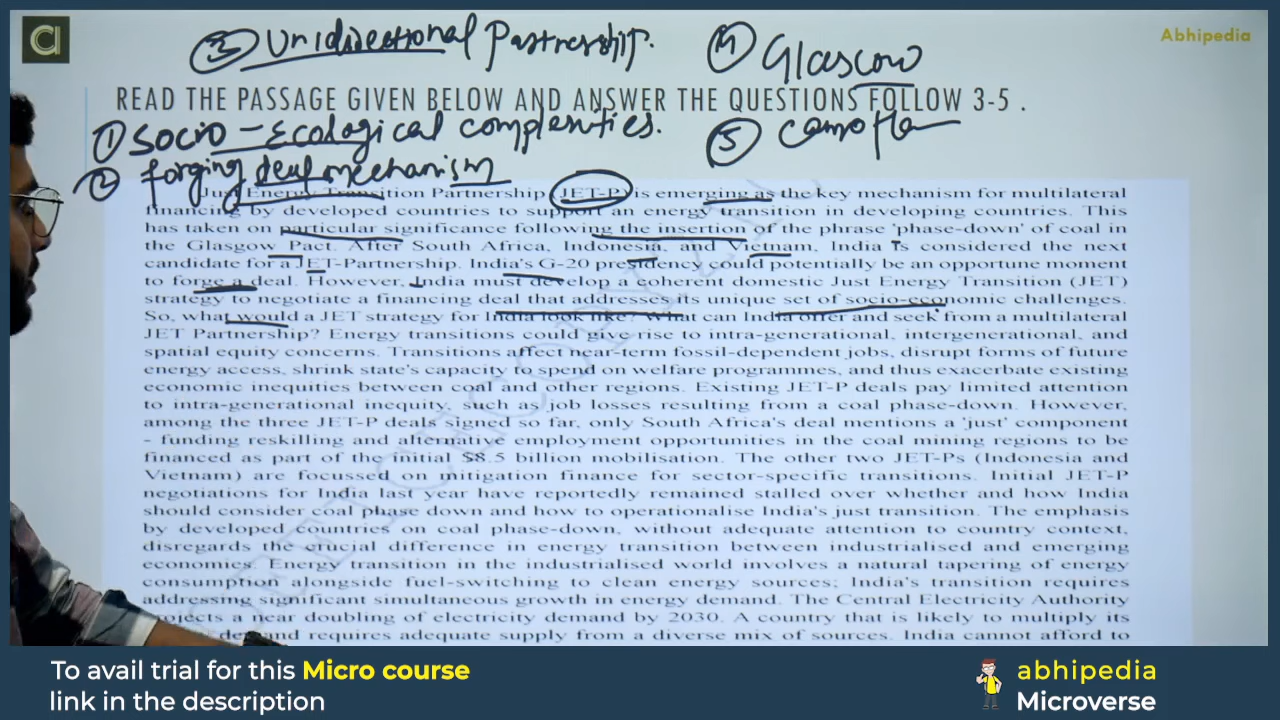 Abhipedia
③ Unidirectional Partnership.
④ Glascow
READ THE PASSAGE GIVEN BELOW AND ANSWER THE QUESTIONS FOLLOW 3-5 .
① Socio-Ecological complexities.
⑤
② forging deaf mechanism
Just Energy Transition Partnership (JET-P) is emerging as the key mechanism for multilateral
financing by developed countries to support an energy transition in developing countries. This
has taken on particular significance following the insertion of the phrase 'phase-down' of coal in
the Glasgow Pact. After South Africa, Indonesia, and Vietnam, India is considered the next
candidate for a JET-Partnership. India's G-20 presidency could potentially be an opportune moment
to forge a deal. However, India must develop a coherent domestic Just Energy Transition (JET)
strategy to negotiate a financing deal that addresses its unique set of socio-economic challenges.
So, what would a JET strategy for India look like? What can India offer and seek from a multilateral
JET Partnership? Energy transitions could give rise to intra-generational, intergenerational, and
spatial equity concerns. Transitions affect near-term fossil-dependent jobs, disrupt forms of future
energy access, shrink state's capacity to spend on welfare programmes, and thus exacerbate existing
economic inequities between coal and other regions. Existing JET-P deals pay limited attention
to intra-generational inequity, such as job losses resulting from a coal phase-down. However,
among the three JET-P deals signed so far, only South Africa's deal mentions a 'just' component
- funding reskilling and alternative employment opportunities in the coal mining regions to be
financed as part of the initial $8.5 billion mobilisation. The other two JET-Ps (Indonesia and
Vietnam) are focussed on mitigation finance for sector-specific transitions. Initial JET-P
negotiations for India last year have reportedly remained stalled over whether and how India
should consider coal phase down and how to operationalise India's just transition. The emphasis
by developed countries on coal phase-down, without adequate attention to country context,
disregards the crucial difference in energy transition between industrialised and emerging
economies. Energy transition in the industrialised world involves a natural tapering of energy
consumption alongside fuel-switching to clean energy sources; India's transition requires
addressing significant simultaneous growth in energy demand. The Central Electricity Authority
projects a near doubling of electricity demand by 2030. A country that is likely to multiply its
demand requires adequate supply from a diverse mix of sources. India cannot afford to
To avail trial for this Micro course
link in the description
abhipedia
Microverse